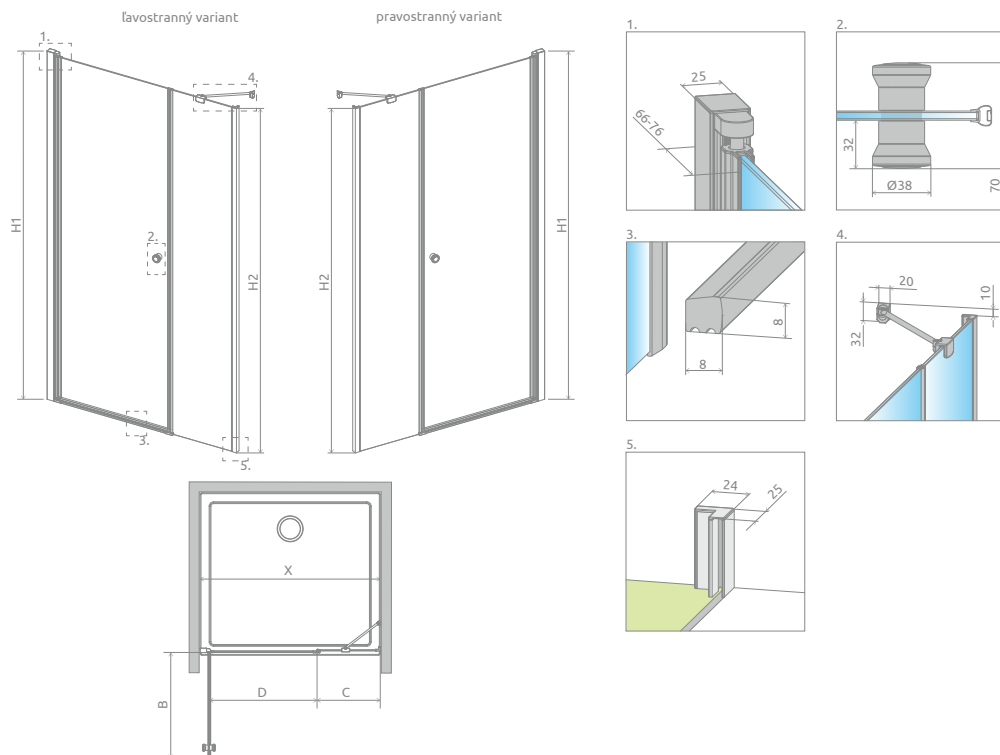 ľavostranný variant
pravostranný variant
1.
4.
H1
2.
H2
3.
5.
H2
H1
X
D
C
B
1.
25
66-76
2.
32
Ø38
70
3.
8
8
4.
20
10
32
5.
24
25